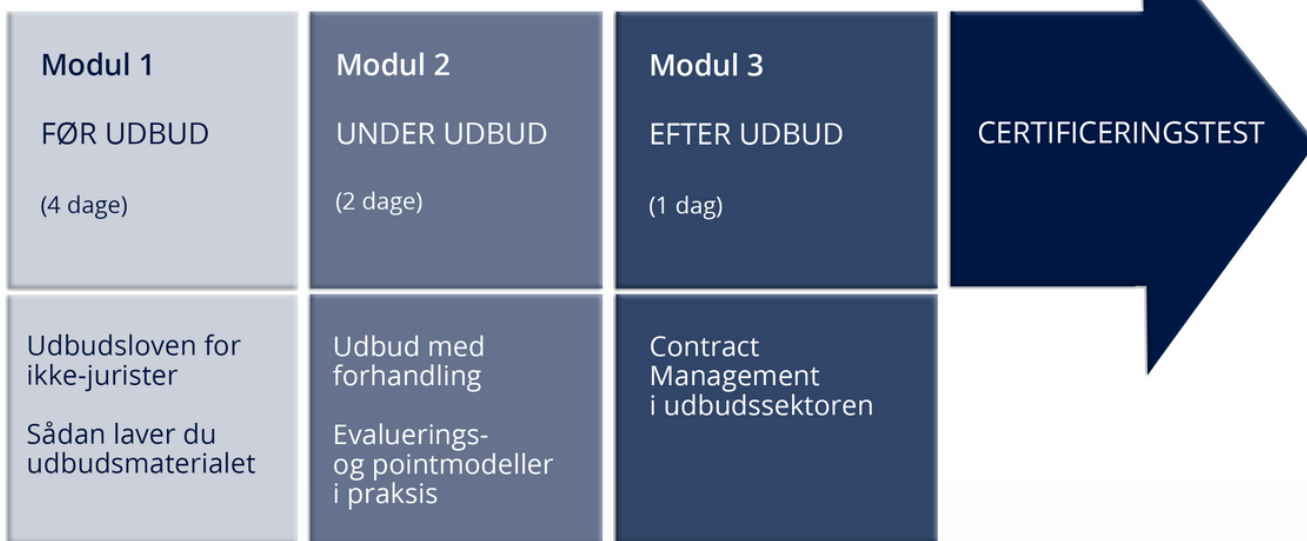 Modul 1
FØR UDBUD
(4 dage)
Modul 2
UNDER UDBUD
(2 dage)
Modul 3
EFTER UDBUD
(1 dag)
CERTIFICERINGSTEST
Udbudsloven for
ikke-jurister
Sådan laver du
udbudsmaterialet
Udbud med
forhandling
Evaluerings-
og pointmodeller
i praksis
Contract
Management
i udbudssektoren